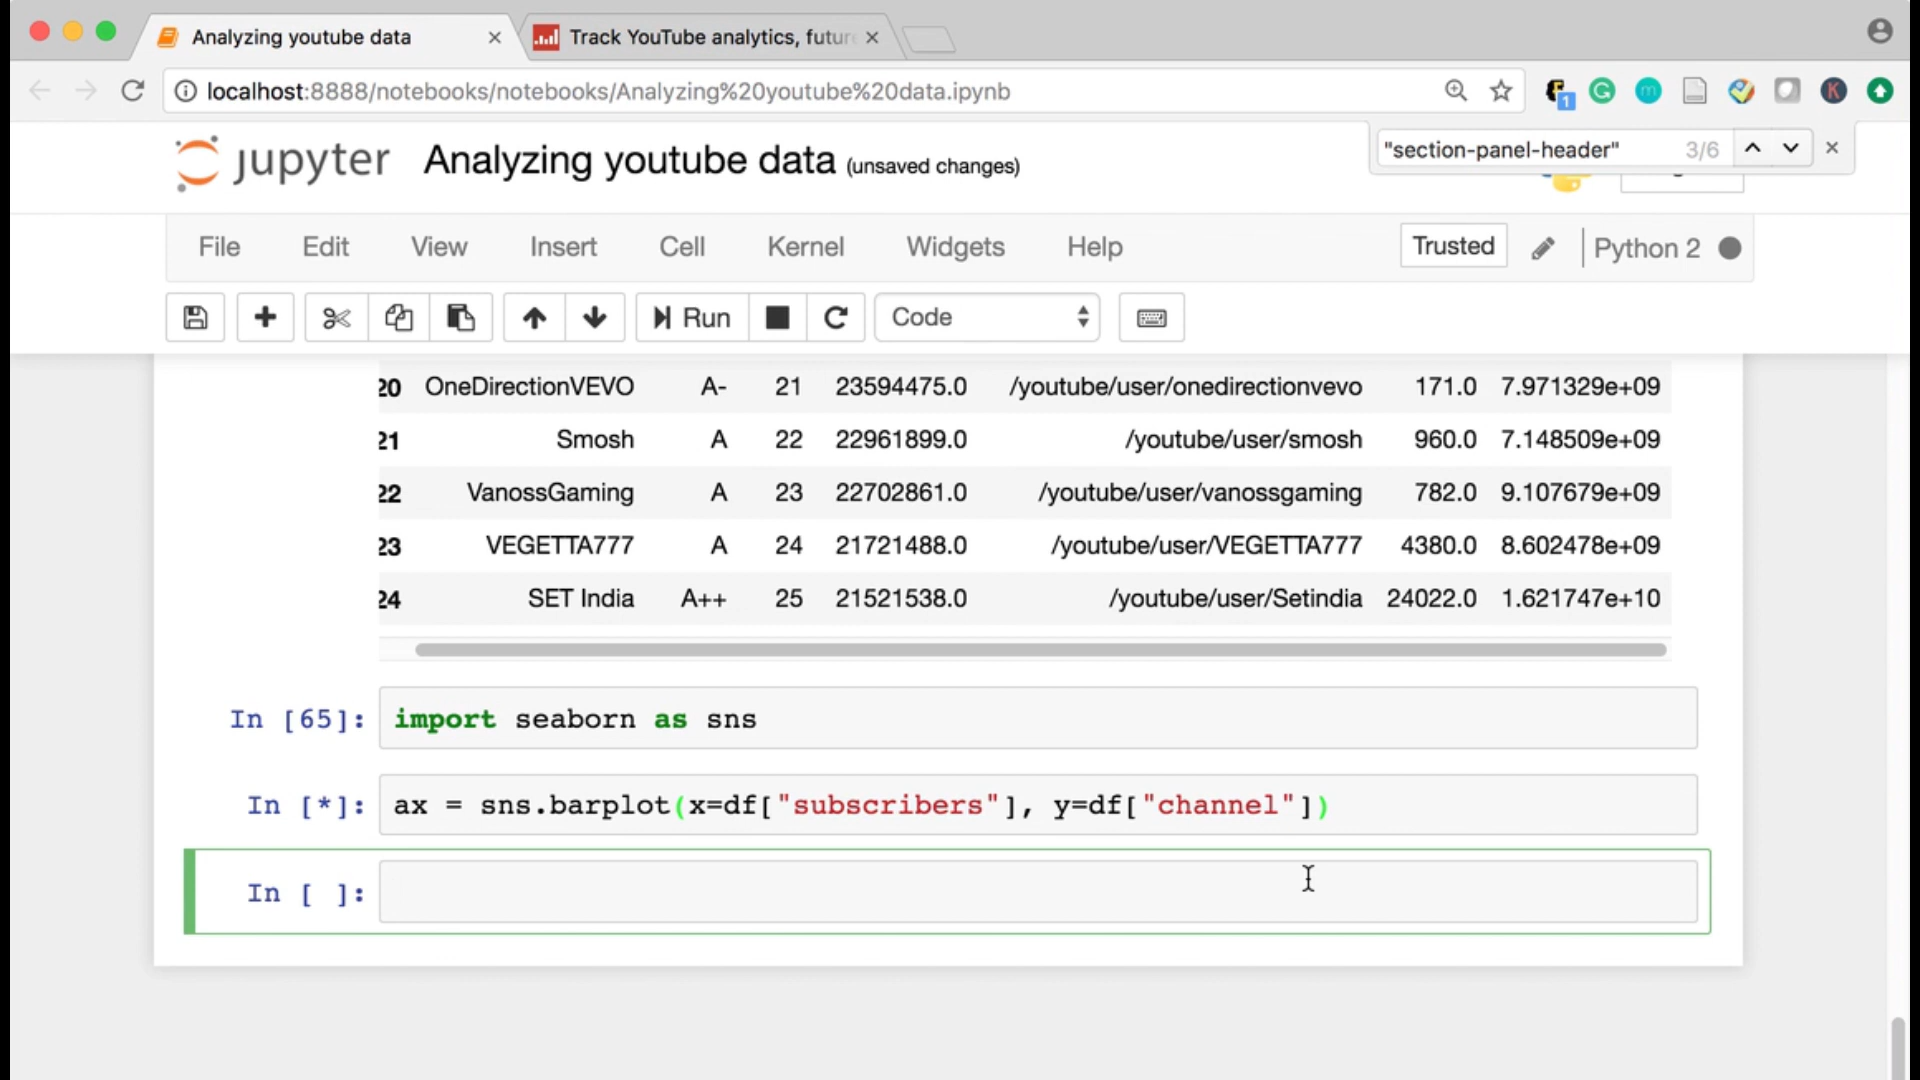 Analyzing youtube data
Track YouTube analytics, future
localhost:8888/notebooks/notebooks/Analyzing%20youtube%20data.ipynb
1
K
"section-panel-header" 3/6
jupyter Analyzing youtube data (unsaved changes)
File Edit View Insert Cell Kernel Widgets Help Trusted Python 2
Run Code
20 OneDirectionVEVO A- 21 23594475.0 /youtube/user/onedirectionvevo 171.0 7.971329e+09
21 Smosh A 22 22961899.0 /youtube/user/smosh 960.0 7.148509e+09
22 VanossGaming A 23 22702861.0 /youtube/user/vanossgaming 782.0 9.107679e+09
23 VEGETTA777 A 24 21721488.0 /youtube/user/VEGETTA777 4380.0 8.602478e+09
24 SET India A++ 25 21521538.0 /youtube/user/Setindia 24022.0 1.621747e+10
In [65]: import seaborn as sns
In [*]: ax = sns.barplot(x=df["subscribers"], y=df["channel"])
In [ ]: